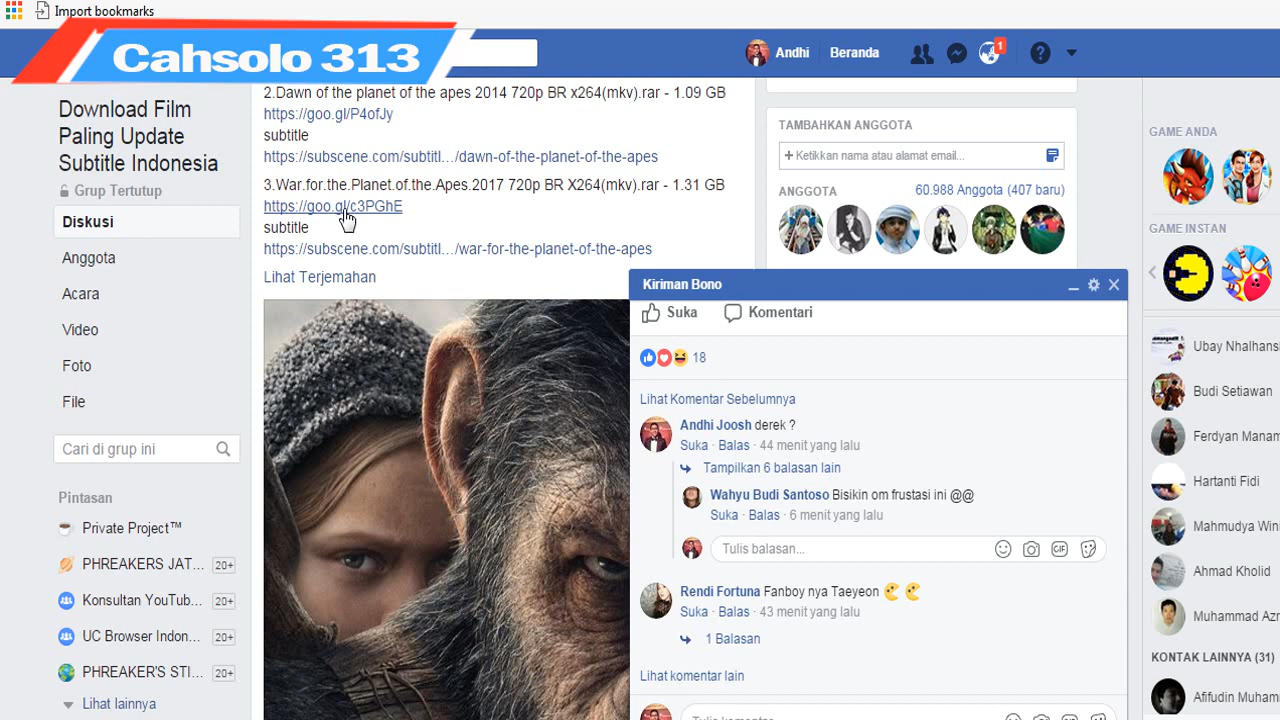 Import bookmarks
Cahsolo 313
Andhi
Beranda
1
Download Film
Paling Update
Subtitle Indonesia
Grup Tertutup
Diskusi
Anggota
Acara
Video
Foto
File
Cari di grup ini
Pintasan
Private Project™
PHREAKERS JAT... 20+
Konsultan YouTub... 20+
UC Browser Indon... 20+
PHREAKER'S STI... 20+
Lihat lainnya
2.Dawn of the planet of the apes 2014 720p BR x264(mkv).rar - 1.09 GB
https://goo.gl/P4ofJy
subtitle
https://subscene.com/subtitl.../dawn-of-the-planet-of-the-apes
3.War.for.the.Planet.of.the.Apes.2017 720p BR X264(mkv).rar - 1.31 GB
https://goo.gl/c3PGhE
subtitle
https://subscene.com/subtitl.../war-for-the-planet-of-the-apes
Lihat Terjemahan
TAMBAHKAN ANGGOTA
+ Ketikkan nama atau alamat email...
ANGGOTA
60.988 Anggota (407 baru)
Kiriman Bono
Suka
Komentari
18
Lihat Komentar Sebelumnya
Andhi Joosh derek ?
Suka · Balas · 44 menit yang lalu
Tampilkan 6 balasan lain
Wahyu Budi Santoso Bisikin om frustasi ini @@
Suka · Balas · 6 menit yang lalu
Tulis balasan...
GIF
Rendi Fortuna Fanboy nya Taeyeon
Suka · Balas · 43 menit yang lalu
1 Balasan
Lihat komentar lain
Tulis komentar...
GAME ANDA
GAME INSTAN
Ubay Nhalhans
Budi Setiawan
Ferdyan Manam
Hartanti Fidi
Mahmudya Win
Ahmad Kholid
Muhammad Azr
KONTAK LAINNYA (31)
Afifudin Muham